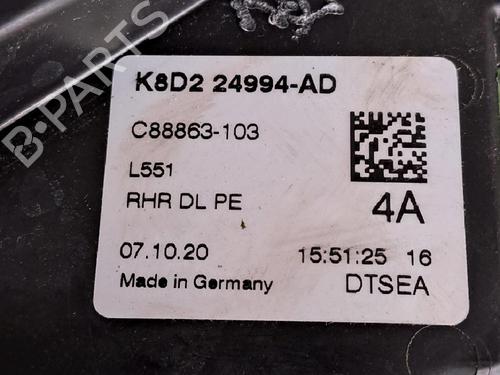 K8D2 24994-AD
C88863-103
L551
RHR DL PE
4A
07.10.20
15:51:25 16
Made in Germany
DTSEA
B-PARTS